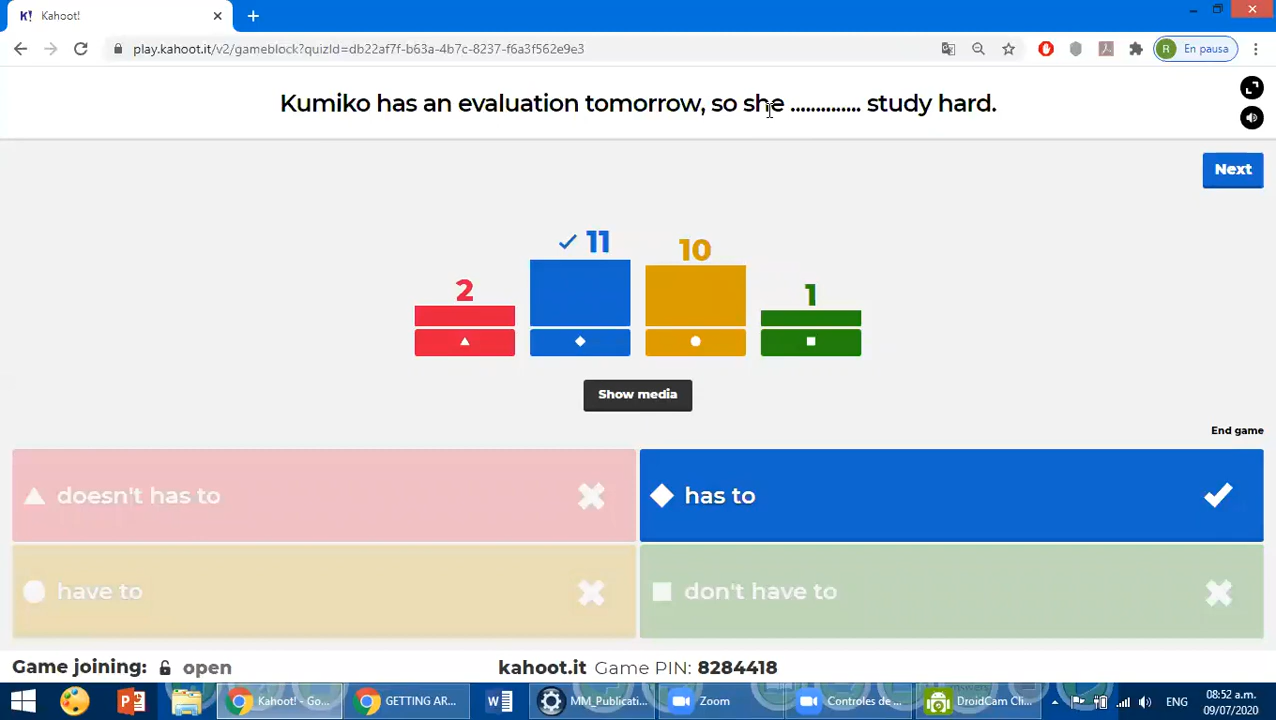 K! Kahoot!
play.kahoot.it/v2/gameblock?quizId=db22af7f-b63a-4b7c-8237-f6a3f562e9e3
R En pausa
Kumiko has an evaluation tomorrow, so she .............. study hard.
Next
2
11
10
1
Show media
End game
doesn't has to
has to
have to
don't have to
Game joining: open
kahoot.it Game PIN: 8284418
Kahoot! - Go...
GETTING AR...
MM_Publicati...
Zoom
Controles de ...
DroidCam Cli...
ENG
08:52 a.m.
09/07/2020